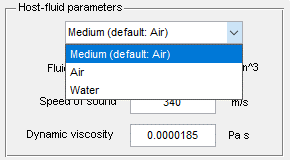 Host-fluid parameters
Medium (default: Air)
Medium (default: Air)
Air
Water
Speed of sound 340 m/s
Dynamic viscosity 0.0000185 Pa s